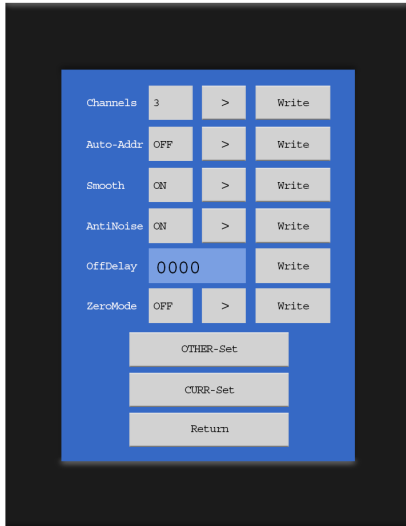 Channels 3 > Write
Auto-Addr OFF > Write
Smooth ON > Write
AntiNoise ON > Write
OffDelay 0000 Write
ZeroMode OFF > Write
OTHER-Set
CURR-Set
Return